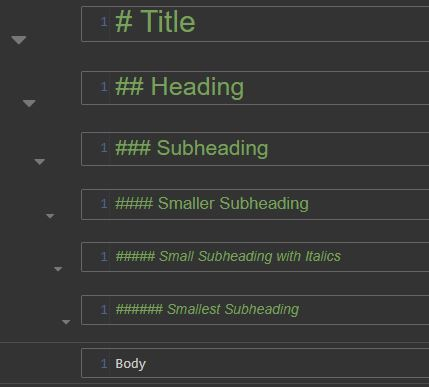 1 # Title
1 ## Heading
1 ### Subheading
1 #### Smaller Subheading
1 ##### Small Subheading with Italics
1 ###### Smallest Subheading
1 Body